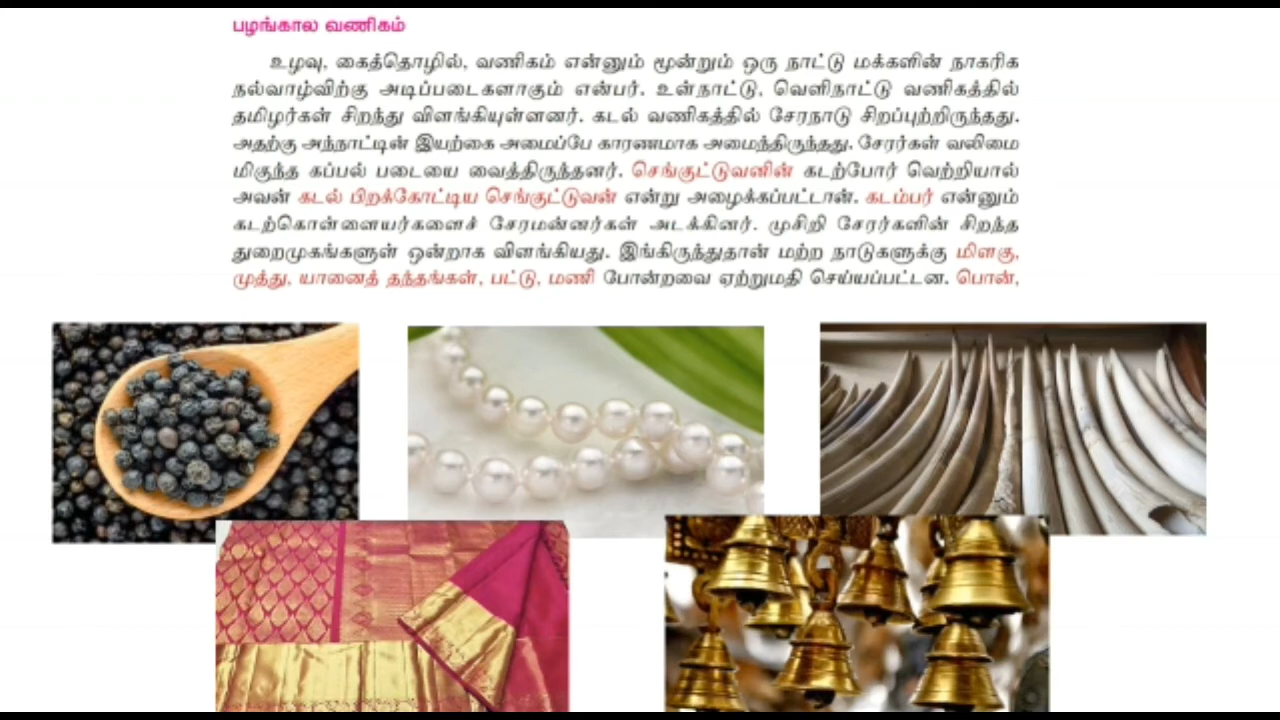 பழங்கால வணிகம்
உழவு, கைத்தொழில், வணிகம் என்னும் மூன்றும் ஒரு நாட்டு மக்களின் நாகரிக
நல்வாழ்விற்கு அடிப்படைகளாகும் என்பர். உள்நாட்டு, வெளிநாட்டு வணிகத்தில்
தமிழர்கள் சிறந்து விளங்கியுள்ளனர். கடல் வணிகத்தில் சேரநாடு சிறப்புற்றிருந்தது.
அதற்கு அந்நாட்டின் இயற்கை அமைப்பே காரணமாக அமைந்திருந்தது. சேரர்கள் வலிமை
மிகுந்த கப்பல் படையை வைத்திருந்தனர். செங்குட்டுவனின் கடற்போர் வெற்றியால்
அவன் கடல் பிறக்கோட்டிய செங்குட்டுவன் என்று அழைக்கப்பட்டான். கடம்பர் என்னும்
கடற்கொள்ளையர்களைச் சேரமன்னர்கள் அடக்கினர். முசிறி சேரர்களின் சிறந்த
துறைமுகங்களுள் ஒன்றாக விளங்கியது. இங்கிருந்துதான் மற்ற நாடுகளுக்கு மிளகு,
முத்து, யானைத் தந்தங்கள், பட்டு, மணி போன்றவை ஏற்றுமதி செய்யப்பட்டன. பொன்,